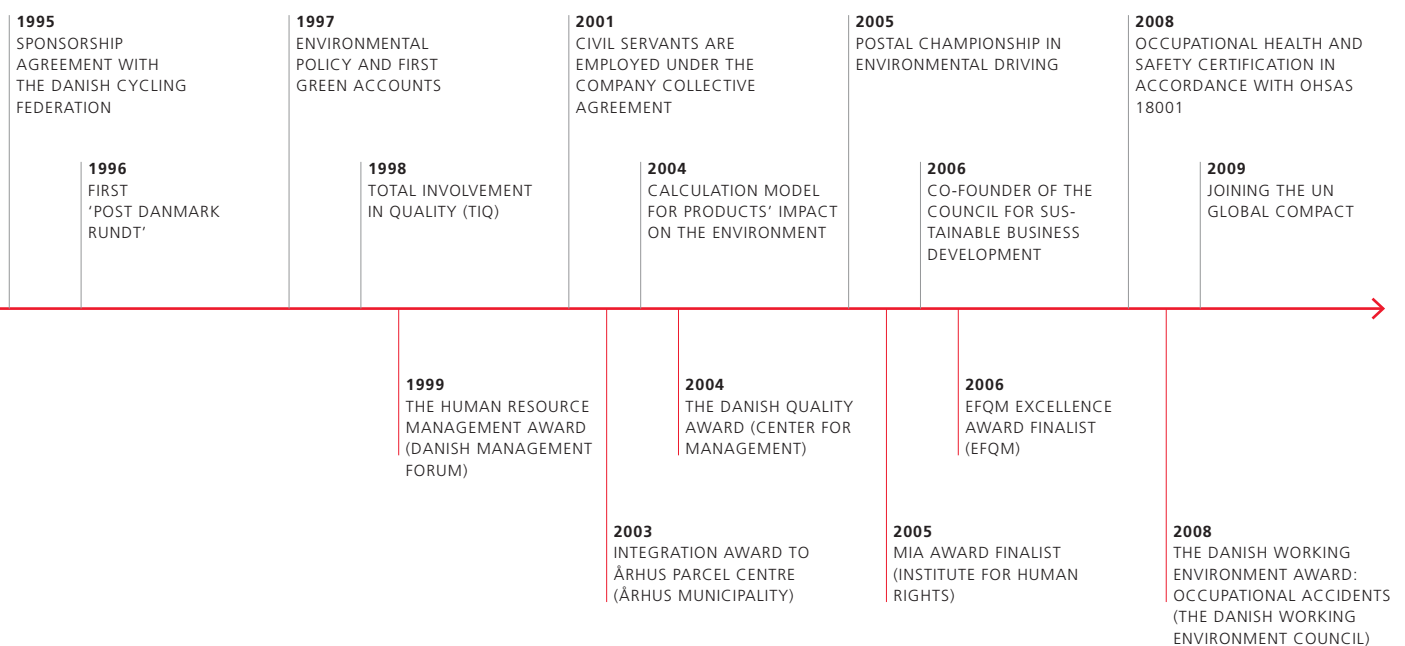 1995
SPONSORSHIP
AGREEMENT WITH
THE DANISH CYCLING
FEDERATION
1996
FIRST
‘POST DANMARK
RUNDT’
1997
ENVIRONMENTAL
POLICY AND FIRST
GREEN ACCOUNTS
1998
TOTAL INVOLVEMENT
IN QUALITY (TIQ)
1999
THE HUMAN RESOURCE
MANAGEMENT AWARD
(DANISH MANAGEMENT
FORUM)
2001
CIVIL SERVANTS ARE
EMPLOYED UNDER THE
COMPANY COLLECTIVE
AGREEMENT
2003
INTEGRATION AWARD TO
ÅRHUS PARCEL CENTRE
(ÅRHUS MUNICIPALITY)
2004
CALCULATION MODEL
FOR PRODUCTS’ IMPACT
ON THE ENVIRONMENT
2004
THE DANISH QUALITY
AWARD (CENTER FOR
MANAGEMENT)
2005
POSTAL CHAMPIONSHIP IN
ENVIRONMENTAL DRIVING
2005
MIA AWARD FINALIST
(INSTITUTE FOR HUMAN
RIGHTS)
2006
CO-FOUNDER OF THE
COUNCIL FOR SUS-
TAINABLE BUSINESS
DEVELOPMENT
2006
EFQM EXCELLENCE
AWARD FINALIST
(EFQM)
2008
OCCUPATIONAL HEALTH AND
SAFETY CERTIFICATION IN
ACCORDANCE WITH OHSAS
18001
2008
THE DANISH WORKING
ENVIRONMENT AWARD:
OCCUPATIONAL ACCIDENTS
(THE DANISH WORKING
ENVIRONMENT COUNCIL)
2009
JOINING THE UN
GLOBAL COMPACT